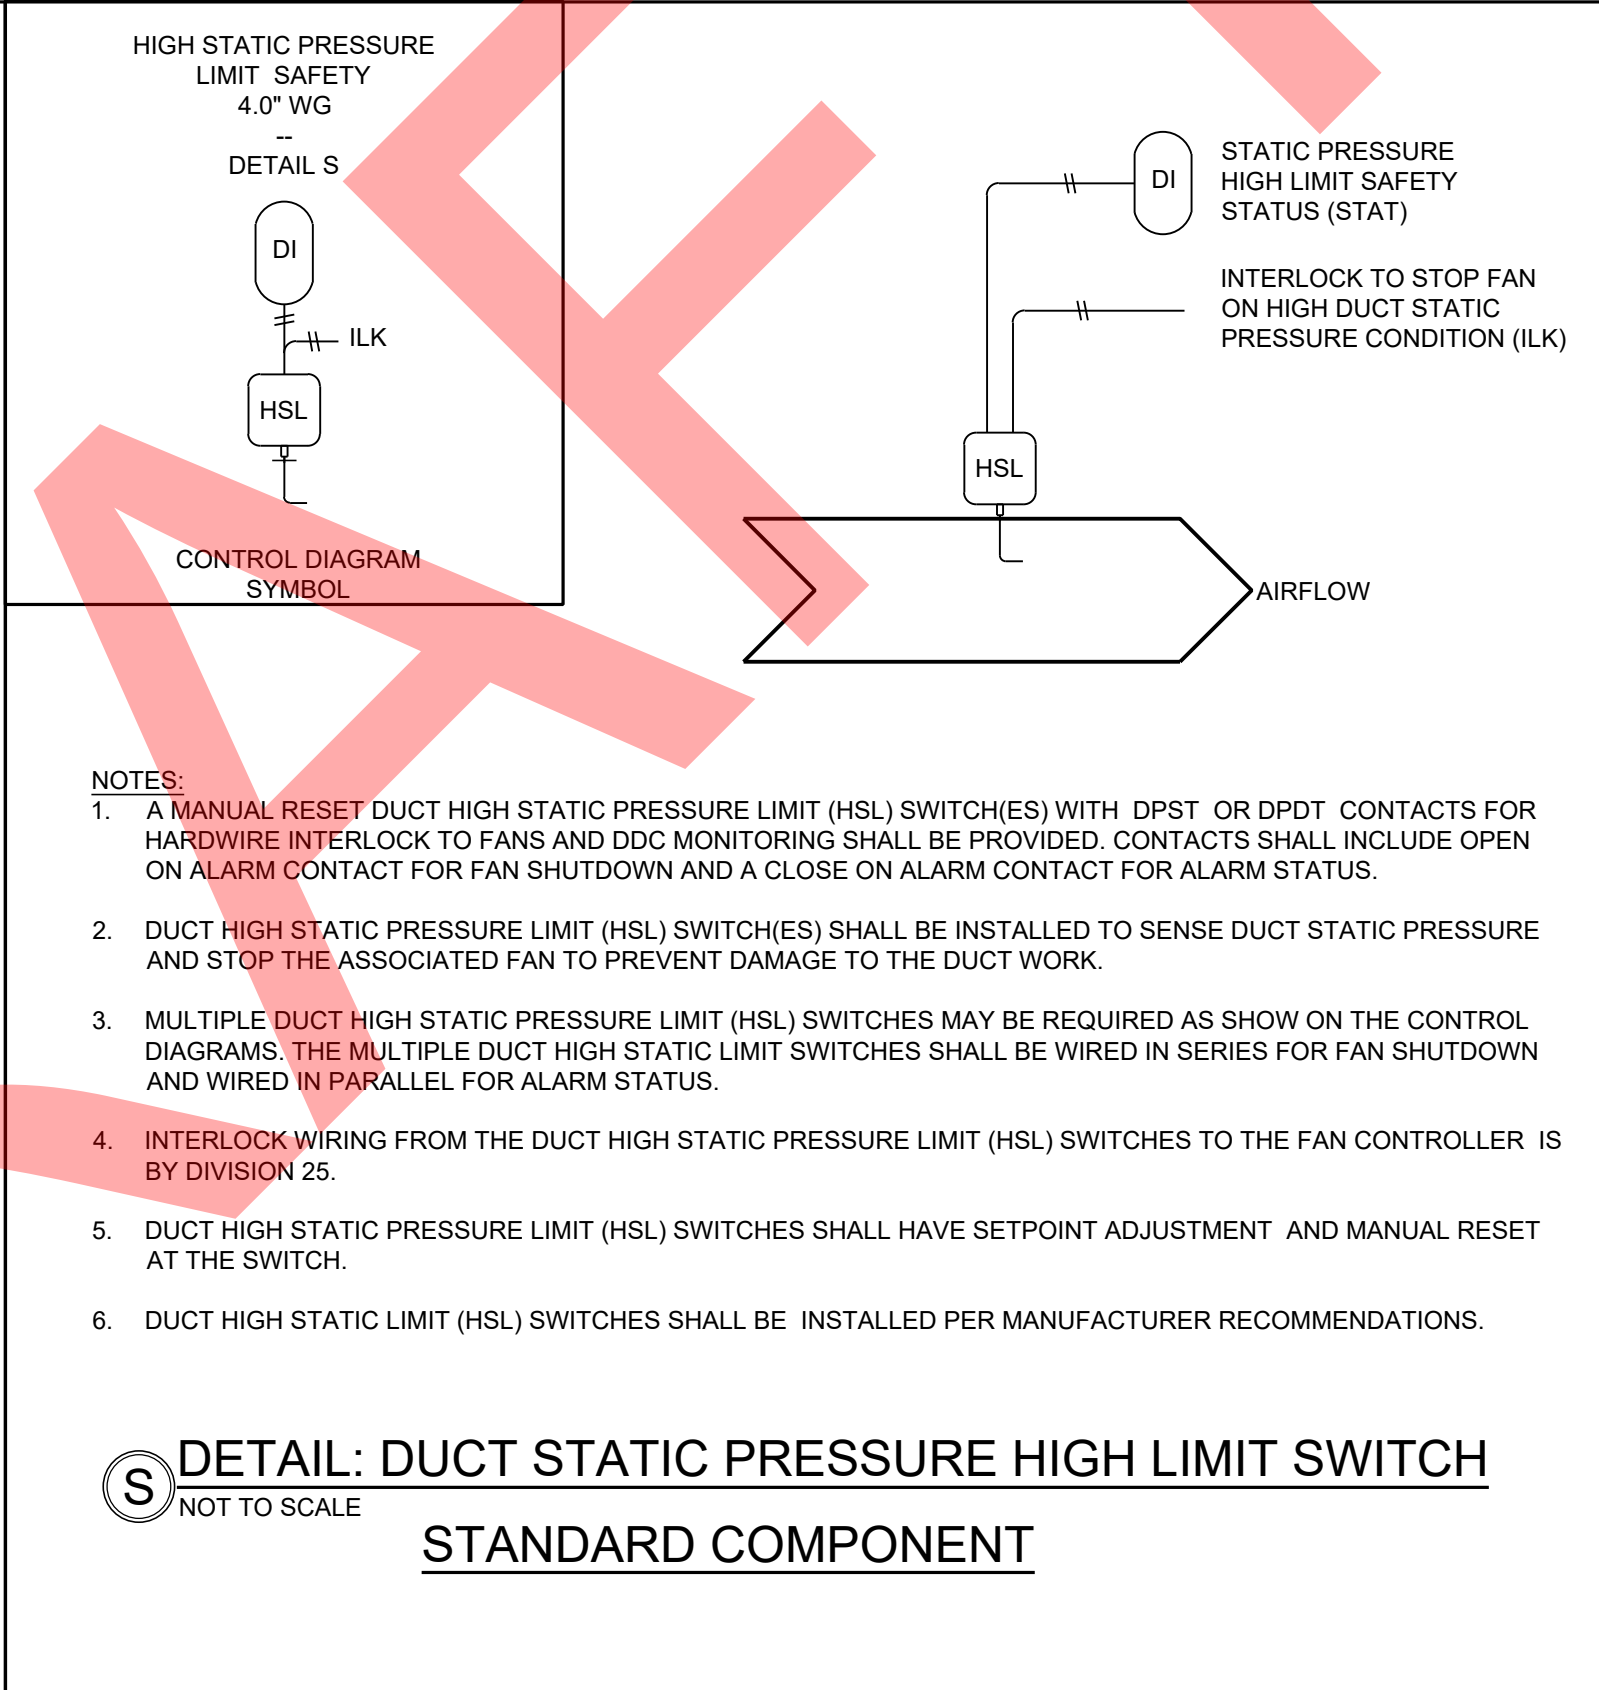 HIGH STATIC PRESSURE
LIMIT SAFETY
4.0" WG
--
DETAIL S
DI
ILK
HSL
CONTROL DIAGRAM
SYMBOL
DI
STATIC PRESSURE
HIGH LIMIT SAFETY
STATUS (STAT)
INTERLOCK TO STOP FAN
ON HIGH DUCT STATIC
PRESSURE CONDITION (ILK)
HSL
AIRFLOW
NOTES:
1. A MANUAL RESET DUCT HIGH STATIC PRESSURE LIMIT (HSL) SWITCH(ES) WITH DPST OR DPDT CONTACTS FOR
HARDWIRE INTERLOCK TO FANS AND DDC MONITORING SHALL BE PROVIDED. CONTACTS SHALL INCLUDE OPEN
ON ALARM CONTACT FOR FAN SHUTDOWN AND A CLOSE ON ALARM CONTACT FOR ALARM STATUS.
2. DUCT HIGH STATIC PRESSURE LIMIT (HSL) SWITCH(ES) SHALL BE INSTALLED TO SENSE DUCT STATIC PRESSURE
AND STOP THE ASSOCIATED FAN TO PREVENT DAMAGE TO THE DUCT WORK.
3. MULTIPLE DUCT HIGH STATIC PRESSURE LIMIT (HSL) SWITCHES MAY BE REQUIRED AS SHOW ON THE CONTROL
DIAGRAMS. THE MULTIPLE DUCT HIGH STATIC LIMIT SWITCHES SHALL BE WIRED IN SERIES FOR FAN SHUTDOWN
AND WIRED IN PARALLEL FOR ALARM STATUS.
4. INTERLOCK WIRING FROM THE DUCT HIGH STATIC PRESSURE LIMIT (HSL) SWITCHES TO THE FAN CONTROLLER IS
BY DIVISION 25.
5. DUCT HIGH STATIC PRESSURE LIMIT (HSL) SWITCHES SHALL HAVE SETPOINT ADJUSTMENT AND MANUAL RESET
AT THE SWITCH.
6. DUCT HIGH STATIC LIMIT (HSL) SWITCHES SHALL BE INSTALLED PER MANUFACTURER RECOMMENDATIONS.
S DETAIL: DUCT STATIC PRESSURE HIGH LIMIT SWITCH
NOT TO SCALE
STANDARD COMPONENT